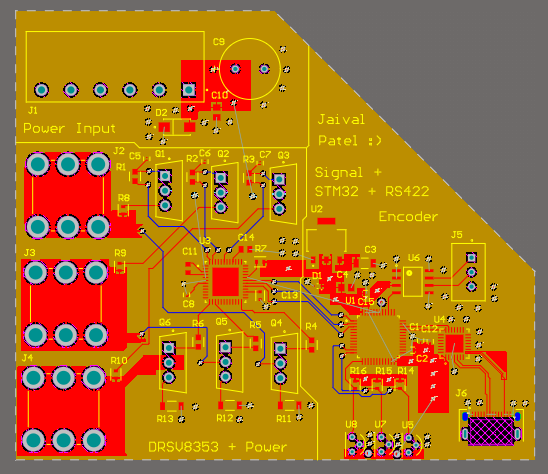 C9
J1
C10
D2
Power Input
Jaival
Patel :)
J2
C5
Q1
C6
Q2
C7
Q3
R1
R2
R3
Signal +
STM32 + RS422
R8
Encoder
U2
U3
C14
J5
J3
R9
C11
R7
C3
U6
D1
C4
C8
C13
U1
C15
Q6
Q5
Q4
U4
R6
R5
R4
C12
C2
J4
R10
R16
R15
R14
J6
R13
R12
R11
U8
U7
U5
DRSV8353 + Power